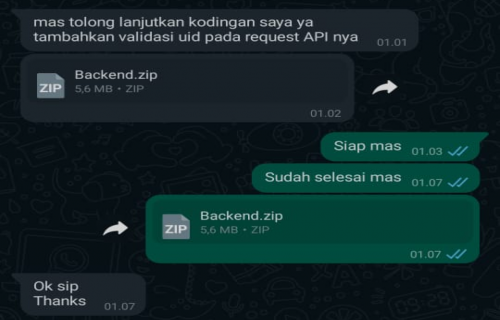 mas tolong lanjutkan kodingan saya ya
tambahkan validasi uid pada request API nya
01.01
Backend.zip
ZIP
5,6 MB • ZIP
01.02
Siap mas
01.03
Sudah selesai mas
01.07
Backend.zip
ZIP
5,6 MB • ZIP
01.07
Ok sip
Thanks
01.07